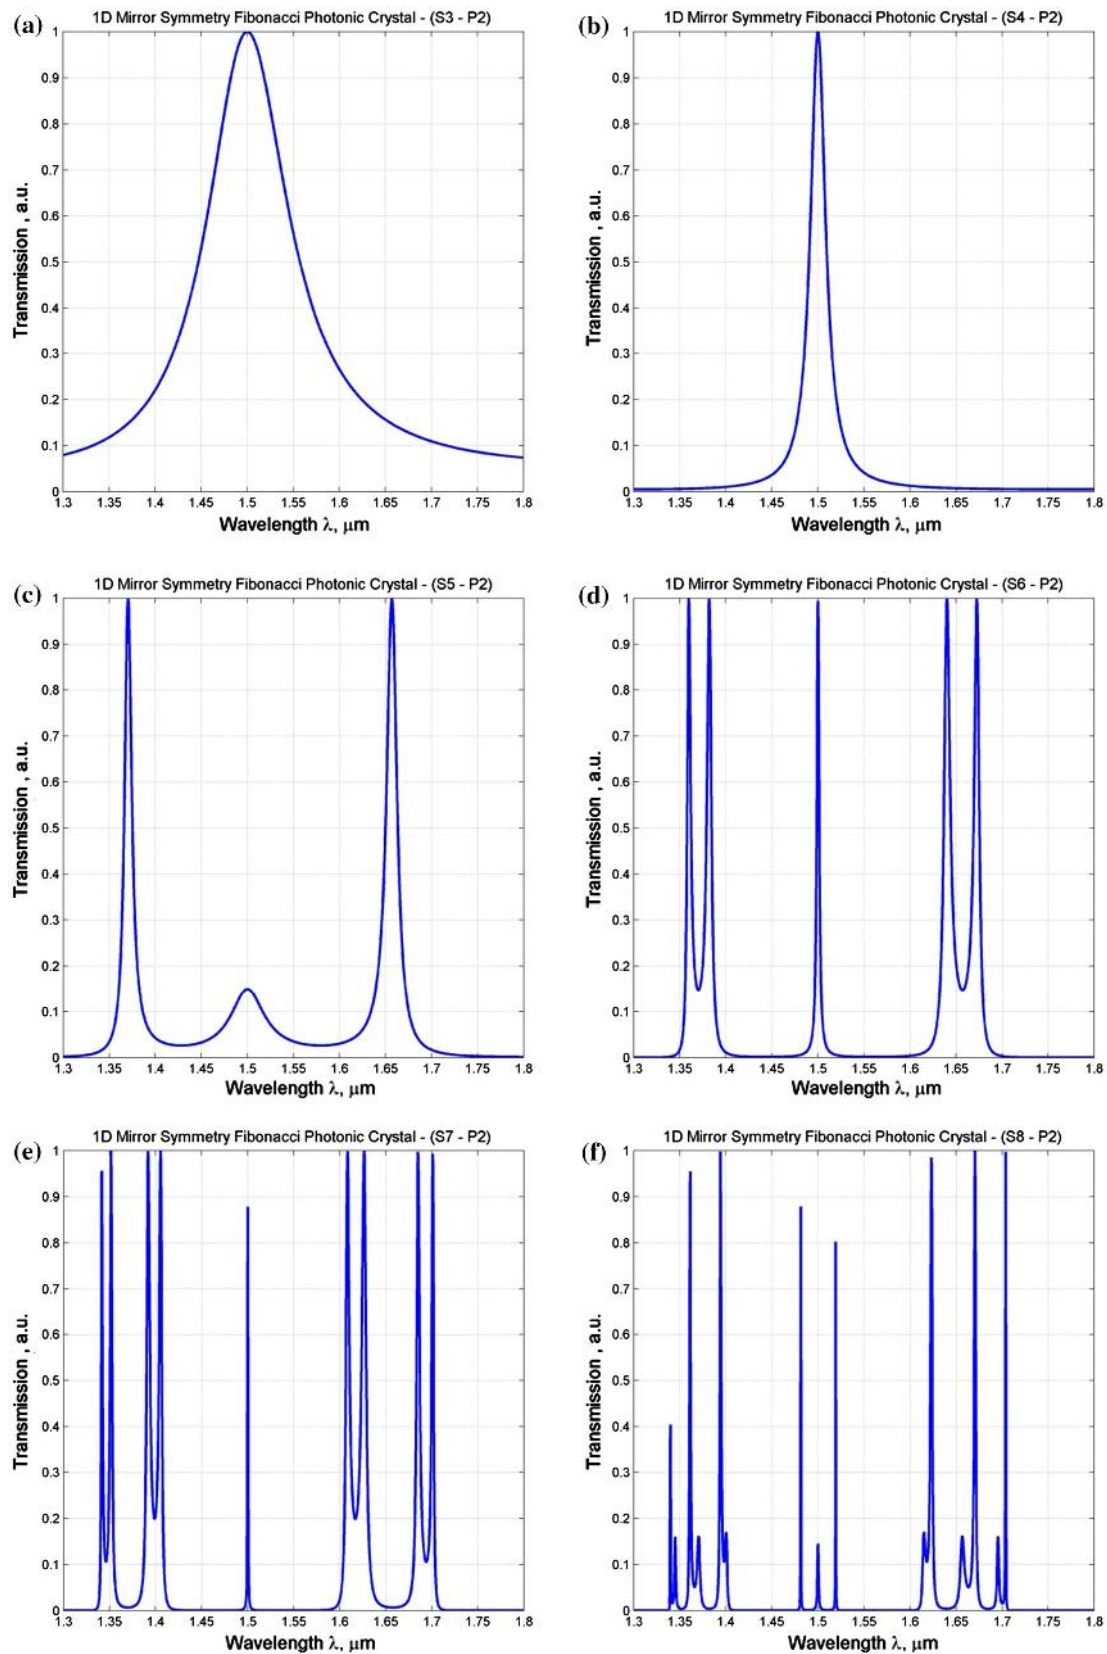 (a)
1D Mirror Symmetry Fibonacci Photonic Crystal - (S3 - P2)
1
0.9
0.8
0.7
0.6
0.5
0.4
0.3
0.2
0.1
0
Transmission , a.u.
1.3 1.35 1.4 1.45 1.5 1.55 1.6 1.65 1.7 1.75 1.8
Wavelength λ, μm
(b)
1D Mirror Symmetry Fibonacci Photonic Crystal - (S4 - P2)
1
0.9
0.8
0.7
0.6
0.5
0.4
0.3
0.2
0.1
0
Transmission , a.u.
1.3 1.35 1.4 1.45 1.5 1.55 1.6 1.65 1.7 1.75 1.8
Wavelength λ, μm
(c)
1D Mirror Symmetry Fibonacci Photonic Crystal - (S5 - P2)
1
0.9
0.8
0.7
0.6
0.5
0.4
0.3
0.2
0.1
0
Transmission , a.u.
1.3 1.35 1.4 1.45 1.5 1.55 1.6 1.65 1.7 1.75 1.8
Wavelength λ, μm
(d)
1D Mirror Symmetry Fibonacci Photonic Crystal - (S6 - P2)
1
0.9
0.8
0.7
0.6
0.5
0.4
0.3
0.2
0.1
0
Transmission , a.u.
1.3 1.35 1.4 1.45 1.5 1.55 1.6 1.65 1.7 1.75 1.8
Wavelength λ, μm
(e)
1D Mirror Symmetry Fibonacci Photonic Crystal - (S7 - P2)
1
0.9
0.8
0.7
0.6
0.5
0.4
0.3
0.2
0.1
0
Transmission , a.u.
1.3 1.35 1.4 1.45 1.5 1.55 1.6 1.65 1.7 1.75 1.8
Wavelength λ, μm
(f)
1D Mirror Symmetry Fibonacci Photonic Crystal - (S8 - P2)
1
0.9
0.8
0.7
0.6
0.5
0.4
0.3
0.2
0.1
0
Transmission , a.u.
1.3 1.35 1.4 1.45 1.5 1.55 1.6 1.65 1.7 1.75 1.8
Wavelength λ, μm